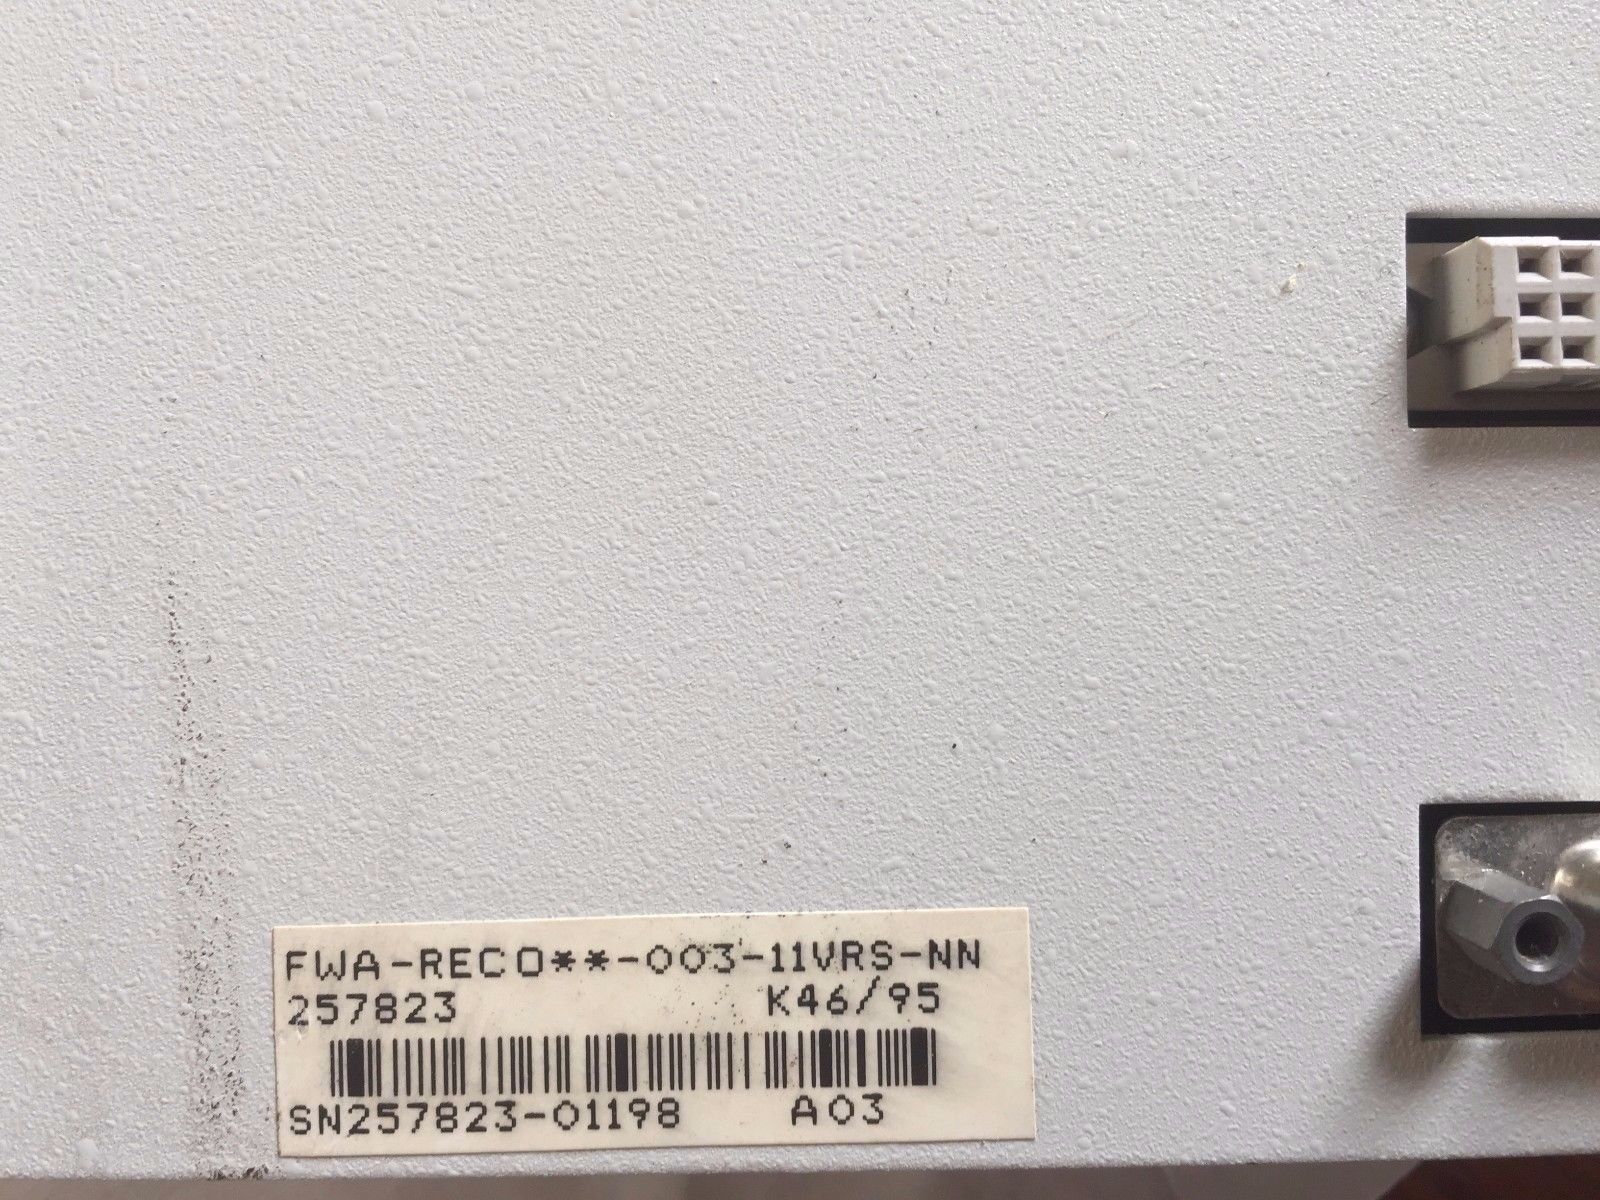 FWA-RECO**-003-11VRS-NN
257823 K46/95
SN257823-01198 A03